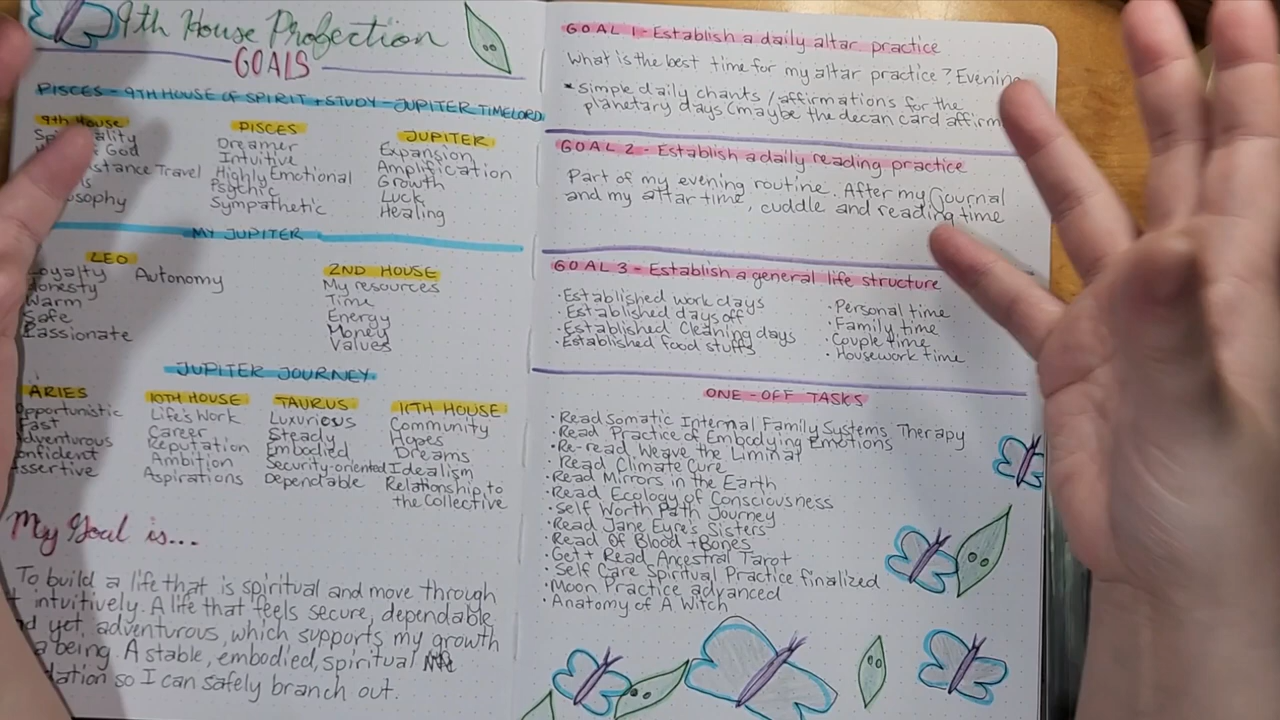 9th House Profection
GOALS
PISCES - 9TH HOUSE OF SPIRIT + STUDY - JUPITER TIMELORD
9th House
God
stance Travel
osophy
PISCES
Dreamer
Intuitive
Highly Emotional
Psychic
Sympathetic
JUPITER
Expansion
Amplification
Growth
Luck
Healing
MY JUPITER
LEO
Loyalty Autonomy
Honesty
Warm
Safe
Passionate
2ND HOUSE
My resources
Time
Energy
Money
Values
JUPITER JOURNEY
ARIES
Opportunistic
Fast
Adventurous
onfident
ssertive
10TH HOUSE
Life's Work
Career
Reputation
Ambition
Aspirations
TAURUS
Luxurious
Steady
Embodied
Security-oriented
Dependable
11TH HOUSE
Community
Hopes
Dreams
Idealism
Relationship to
the Collective
My Goal is...
To build a life that is spiritual and move through
intuitively. A life that feels secure, dependable
yet, adventurous, which supports my growth
a being. A stable, embodied, spiritual
dation so I can safely branch out.
GOAL 1 - Establish a daily altar practice
What is the best time for my altar practice? Evening
* simple daily chants / affirmations for the
planetary days (maybe the decan card affirm
GOAL 2 - Establish a daily reading practice
Part of my evening routine. After my journal
and my altar time, cuddle and reading time
GOAL 3 - Establish a general life structure
· Established work days
· Established days off
· Established Cleaning days
· Established food stuffs
· Personal time
· Family time
· Couple time
· Housework time
ONE-OFF TASKS
· Read Somatic Internal Family Systems Therapy
· Read Practice of Embodying Emotions
· Re-read Weave the Liminal
· Read Climate Cure
· Read Mirrors in the Earth
· Read Ecology of Consciousness
· Self Worth Path Journey
· Read Jane Eyre's Sisters
· Read Of Blood + Bones
· Get + Read Ancestral Tarot
· Self Care Spiritual Practice finalized
· Moon Practice advanced
· Anatomy of A Witch